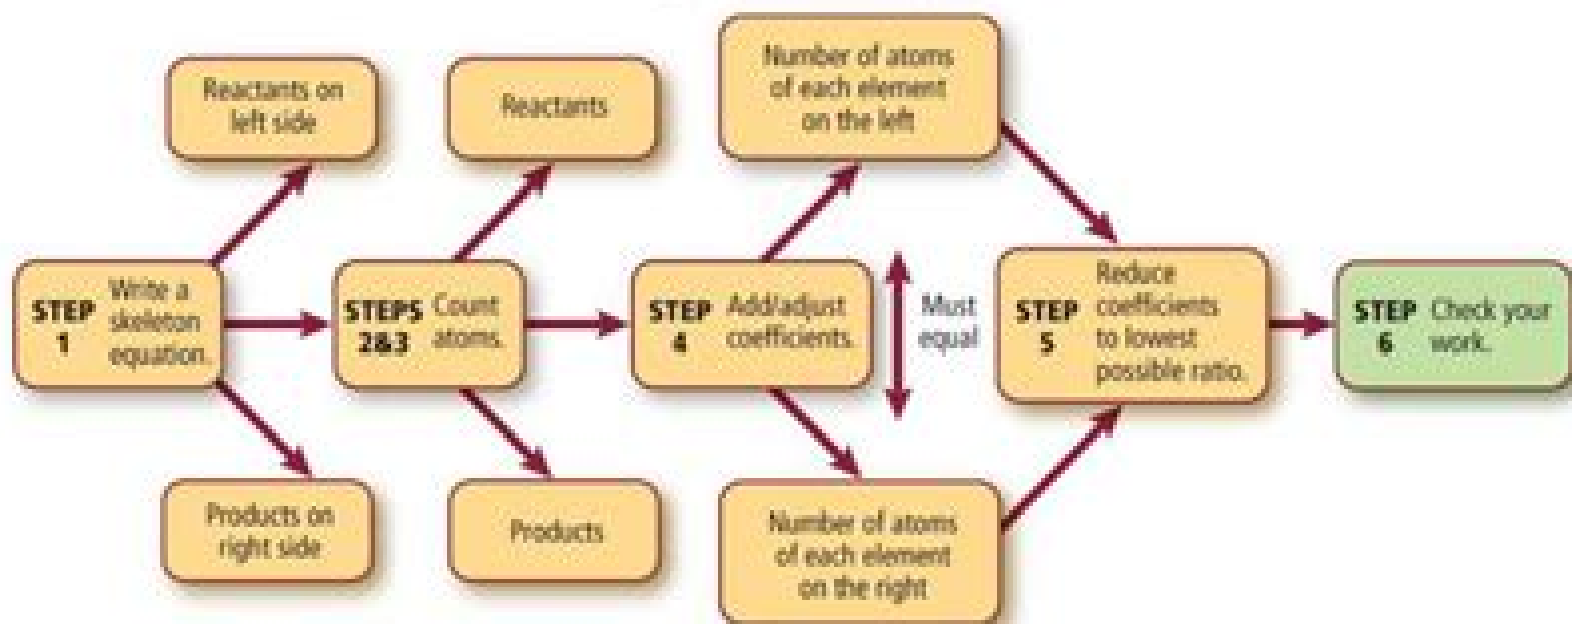 Reactants on
left side
Reactants
Number of atoms
of each element
on the left
STEP
1
Write a
skeleton
equation.
STEPS
2&3
Count
atoms.
STEP
4
Add/adjust
coefficients.
Must
equal
STEP
5
Reduce
coefficients
to lowest
possible ratio.
STEP
6
Check your
work.
Products on
right side
Products
Number of atoms
of each element
on the right